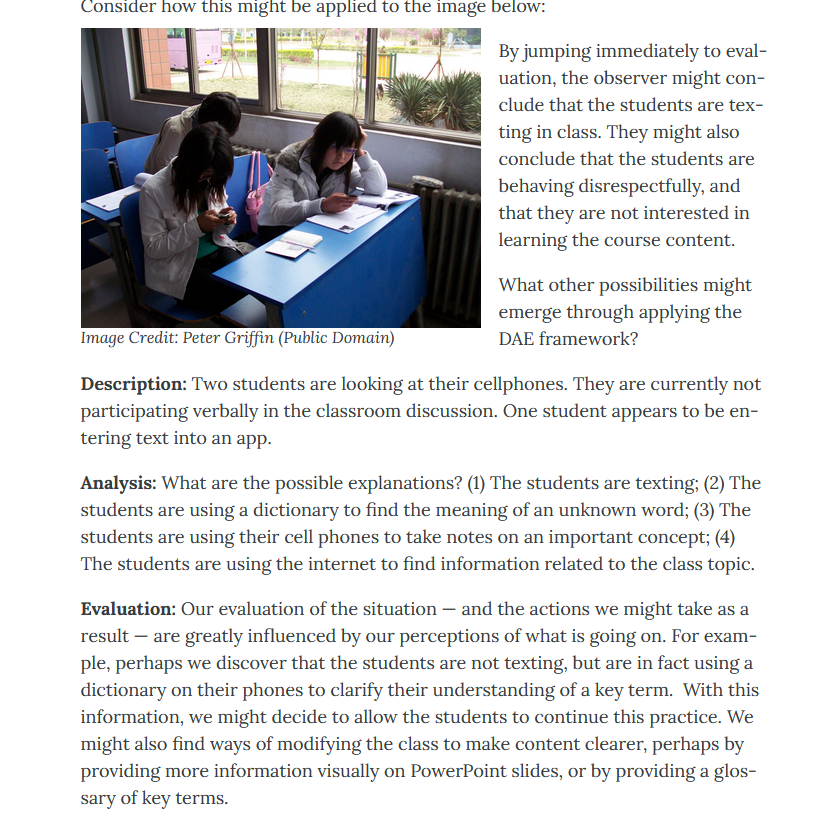 Consider how this might be applied to the image below:
By jumping immediately to eval-
uation, the observer might con-
clude that the students are tex-
ting in class. They might also
conclude that the students are
behaving disrespectfully, and
that they are not interested in
learning the course content.
What other possibilities might
emerge through applying the
DAE framework?
Image Credit: Peter Griffin (Public Domain)
Description: Two students are looking at their cellphones. They are currently not
participating verbally in the classroom discussion. One student appears to be en-
tering text into an app.
Analysis: What are the possible explanations? (1) The students are texting; (2) The
students are using a dictionary to find the meaning of an unknown word; (3) The
students are using their cell phones to take notes on an important concept; (4)
The students are using the internet to find information related to the class topic.
Evaluation: Our evaluation of the situation — and the actions we might take as a
result — are greatly influenced by our perceptions of what is going on. For exam-
ple, perhaps we discover that the students are not texting, but are in fact using a
dictionary on their phones to clarify their understanding of a key term.  With this
information, we might decide to allow the students to continue this practice. We
might also find ways of modifying the class to make content clearer, perhaps by
providing more information visually on PowerPoint slides, or by providing a glos-
sary of key terms.